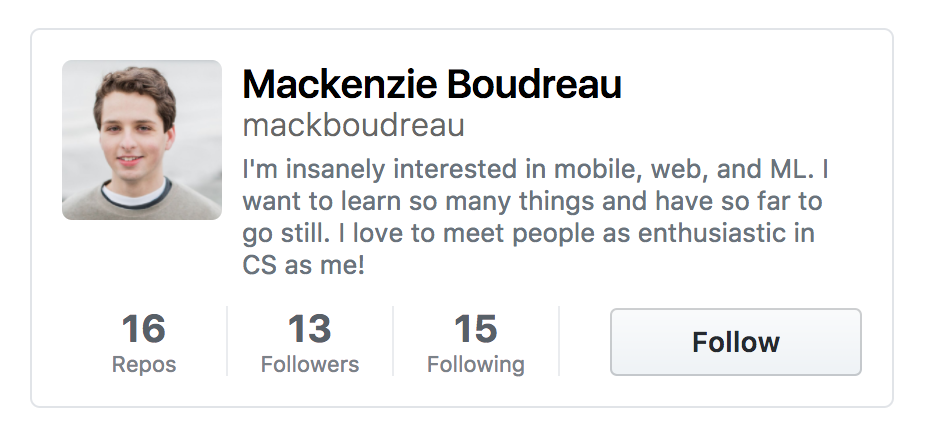 Mackenzie Boudreau
mackboudreau
I'm insanely interested in mobile, web, and ML. I
want to learn so many things and have so far to
go still. I love to meet people as enthusiastic in
CS as me!
16
Repos
13
Followers
15
Following
Follow